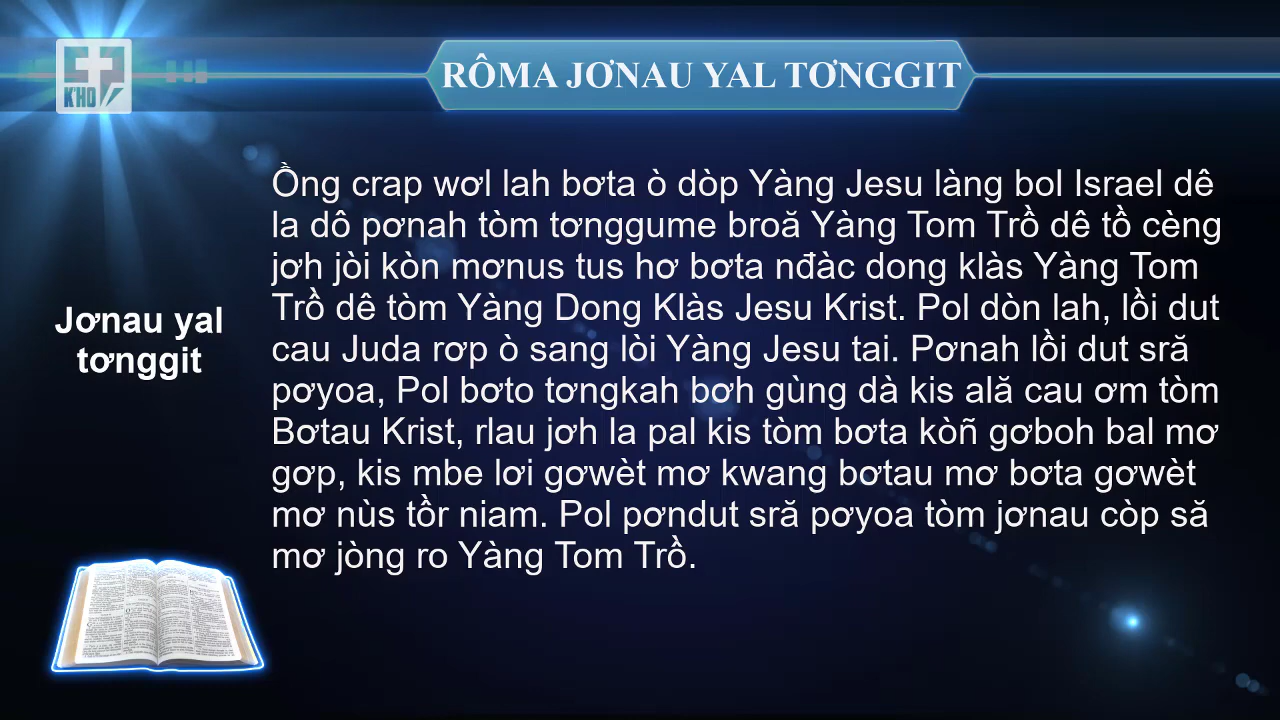 K'HO
RÔMA JƠNAU YAL TƠNGGIT
Jơnau yal
tơnggit
Ồng crap wơl lah bơta ò dòp Yàng Jesu làng bol Israel dê
la dô pơnah tòm tơnggume broă Yàng Tom Trồ dê tồ cèng
jơh jòi kòn mơnus tus hơ bơta nđàc dong klàs Yàng Tom
Trồ dê tòm Yàng Dong Klàs Jesu Krist. Pol dòn lah, lồi dut
cau Juda rơp ò sang lòi Yàng Jesu tai. Pơnah lồi dut sră
pơyoa, Pol bơto tơngkah bơh gùng dà kis ală cau ơm tòm
Bơtau Krist, rlau jơh la pal kis tòm bơta kòñ gơboh bal mơ
gơp, kis mbe lơi gơwèt mơ kwang bơtau mơ bơta gơwèt
mơ nùs tồr niam. Pol pơndut sră pơyoa tòm jơnau còp să
mơ jòng ro Yàng Tom Trồ.